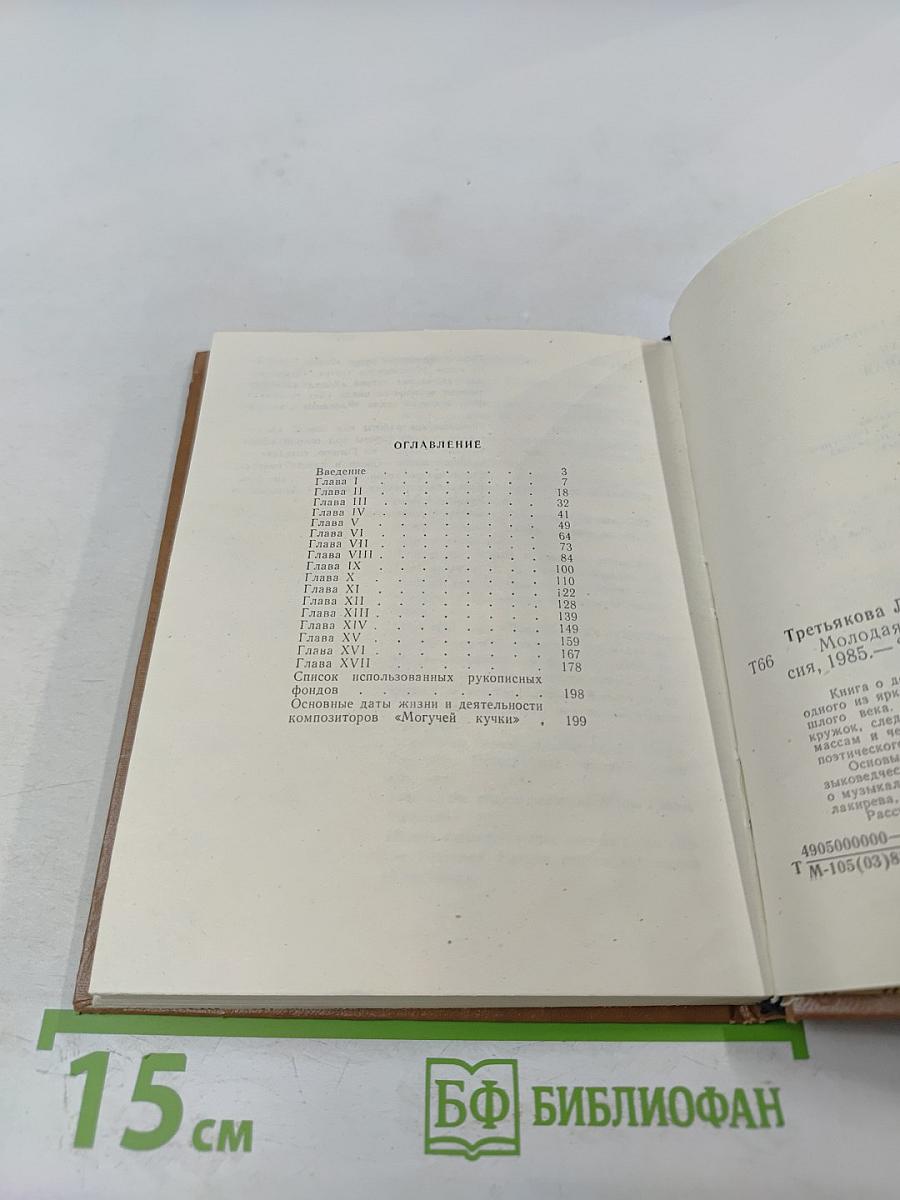 ОГЛАВЛЕНИЕ
Введение . . . . . . . 3
Глава I . . . . . . . 7
Глава II . . . . . . . 18
Глава III . . . . . . . 32
Глава IV . . . . . . . 41
Глава V . . . . . . . 49
Глава VI . . . . . . . 64
Глава VII . . . . . . . 73
Глава VIII . . . . . . . 84
Глава IX . . . . . . . 100
Глава X . . . . . . . 110
Глава XI . . . . . . . 122
Глава XII . . . . . . . 128
Глава XIII . . . . . . . 139
Глава XIV . . . . . . . 149
Глава XV . . . . . . . 159
Глава XVI . . . . . . . 167
Глава XVII . . . . . . . 178
Список использованных рукописных
фондов . . . . . . . . 198
Основные даты жизни и деятельности
композиторов «Могучей кучки» . 199
Третьякова Л
Молодая
Т66 сия, 1985.—
Книга о д
одного из ярк
шлого века.
кружок, след
массам и че
поэтического
Основы
зыковедчес
о музыкал
лакирева,
Расс
4905000000—
Т М-105(03)8
15 см
БФ БИБЛИОФАН